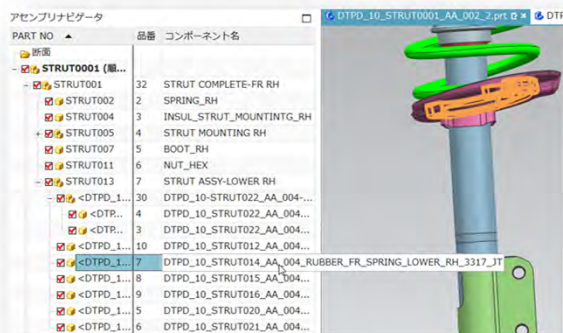 アセンブリナビゲータ
DTPD_10_STRUT0001_AA_002_2.prt
DTP
PART NO ▲ 品番 コンポーネント名
断面
STRUT0001 (順...
STRUT001 32 STRUT COMPLETE-FR RH
STRUT002 2 SPRING_RH
STRUT004 3 INSUL_STRUT_MOUNTINTG_RH
STRUT005 4 STRUT MOUNTING RH
STRUT007 5 BOOT_RH
STRUT011 6 NUT_HEX
STRUT013 7 STRUT ASSY-LOWER RH
<DTPD_1... 30 DTPD_10-STRUT022_AA_004-...
<DTP... 4 DTPD_10_STRUT022_AA_004...
<DTP... 3 DTPD_10_STRUT022_AA_004...
<DTPD_1... 10 DTPD_10_STRUT012_AA_004...
<DTPD_1... 7 DTPD_10_STRUT014_AA_004_RUBBER_FR_SPRING_LOWER_RH_3317_JT
<DTPD_1... 8 DTPD_10_STRUT015_AA_004...
<DTPD_1... 9 DTPD_10_STRUT016_AA_004...
<DTPD_1... 5 DTPD_10_STRUT020_AA_004...
<DTPD_1... 6 DTPD_10_STRUT021_AA_004...